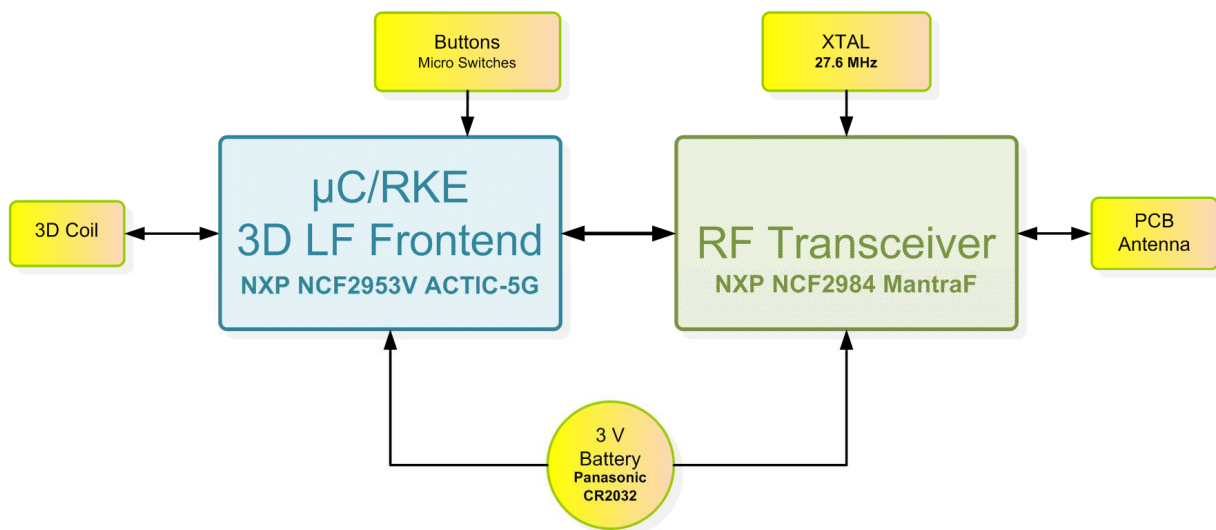 Buttons
Micro Switches
XTAL
27.6 MHz
µC/RKE
3D LF Frontend
NXP NCF2953V ACTIC-5G
RF Transceiver
NXP NCF2984 MantraF
3D Coil
PCB
Antenna
3 V
Battery
Panasonic
CR2032